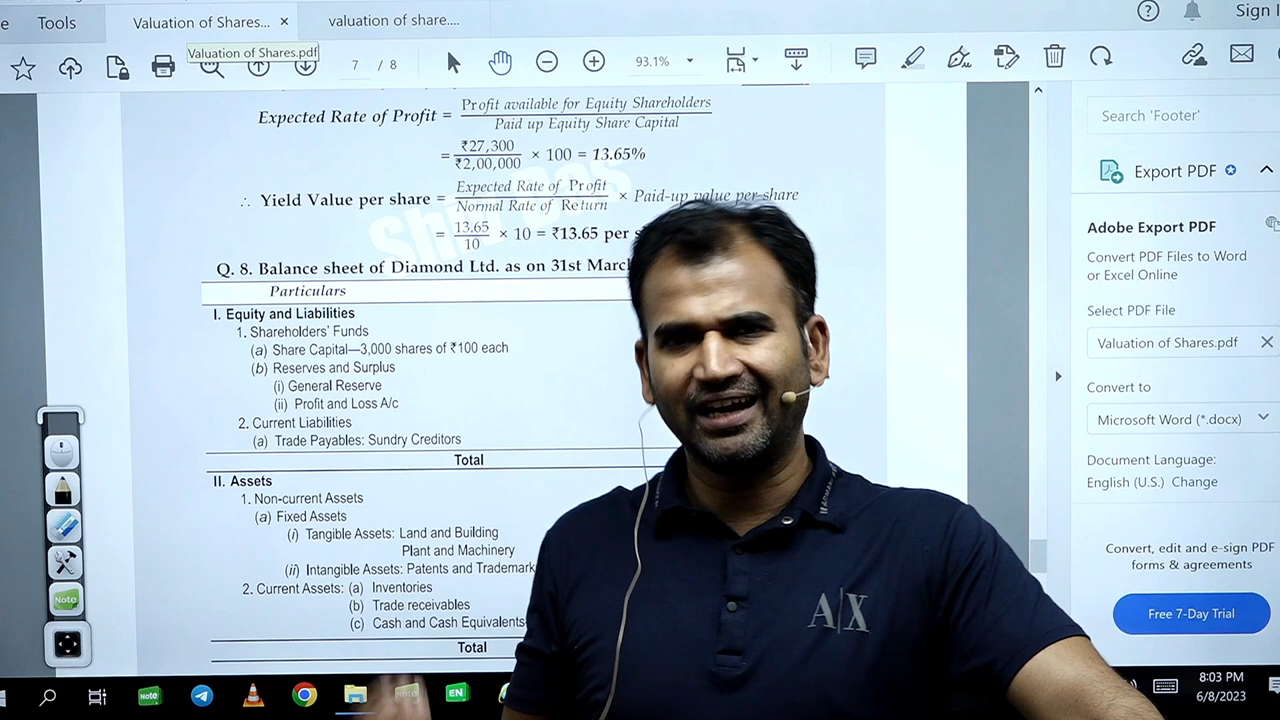 e Tools Valuation of Shares... × valuation of share.... ? Sign I
Valuation of Shares.pdf
7 / 8 93.1%
Expected Rate of Profit = Profit available for Equity Shareholders
Paid up Equity Share Capital
= ₹27,300
₹2,00,000 × 100 = 13.65%
∴ Yield Value per share = Expected Rate of Profit
Normal Rate of Return × Paid-up value per share
= 13.65
10 × 10 = ₹13.65 per s
Q. 8. Balance sheet of Diamond Ltd. as on 31st Marc
Particulars
I. Equity and Liabilities
1. Shareholders' Funds
(a) Share Capital—3,000 shares of ₹100 each
(b) Reserves and Surplus
(i) General Reserve
(ii) Profit and Loss A/c
2. Current Liabilities
(a) Trade Payables: Sundry Creditors
Total
II. Assets
1. Non-current Assets
(a) Fixed Assets
(i) Tangible Assets: Land and Building
Plant and Machinery
(ii) Intangible Assets: Patents and Trademark
2. Current Assets: (a) Inventories
(b) Trade receivables
(c) Cash and Cash Equivalents
Total
Search 'Footer'
Export PDF
Adobe Export PDF
Convert PDF Files to Word
or Excel Online
Select PDF File
Valuation of Shares.pdf ×
Convert to
Microsoft Word (*.docx)
Document Language:
English (U.S.) Change
Convert, edit and e-sign PDF
forms & agreements
Free 7-Day Trial
A|X
Note
Note
Note
EN
8:03 PM
6/8/2023